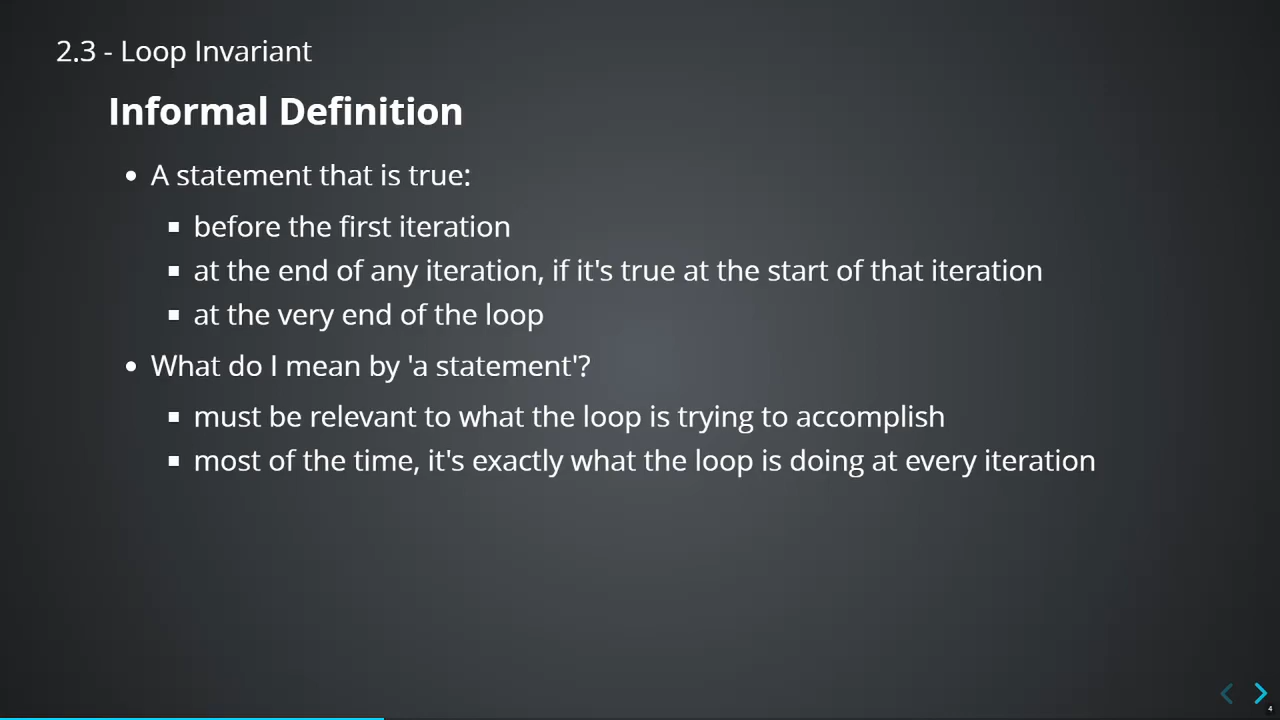 2.3 - Loop Invariant
Informal Definition
• A statement that is true:
▪ before the first iteration
▪ at the end of any iteration, if it's true at the start of that iteration
▪ at the very end of the loop
• What do I mean by 'a statement'?
▪ must be relevant to what the loop is trying to accomplish
▪ most of the time, it's exactly what the loop is doing at every iteration
4